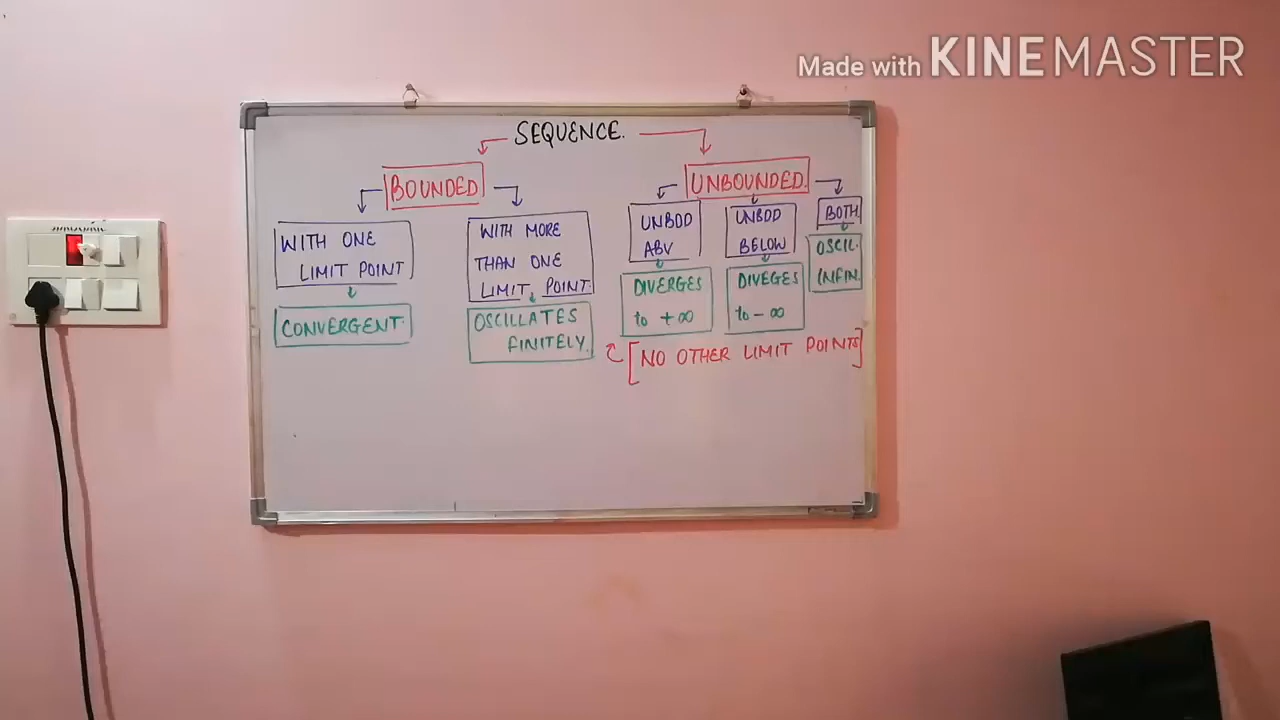 Made with KINEMASTER
SEQUENCE.
BOUNDED
UNBOUNDED.
WITH ONE
LIMIT POINT
CONVERGENT.
WITH MORE
THAN ONE
LIMIT POINT
OSCILLATES
FINITELY.
UNBDD
ABV
DIVERGES
to +∞
UNBDD
BELOW
DIVEGES
to -∞
BOTH
OSCIL.
INFIN.
[NO OTHER LIMIT POINTS]